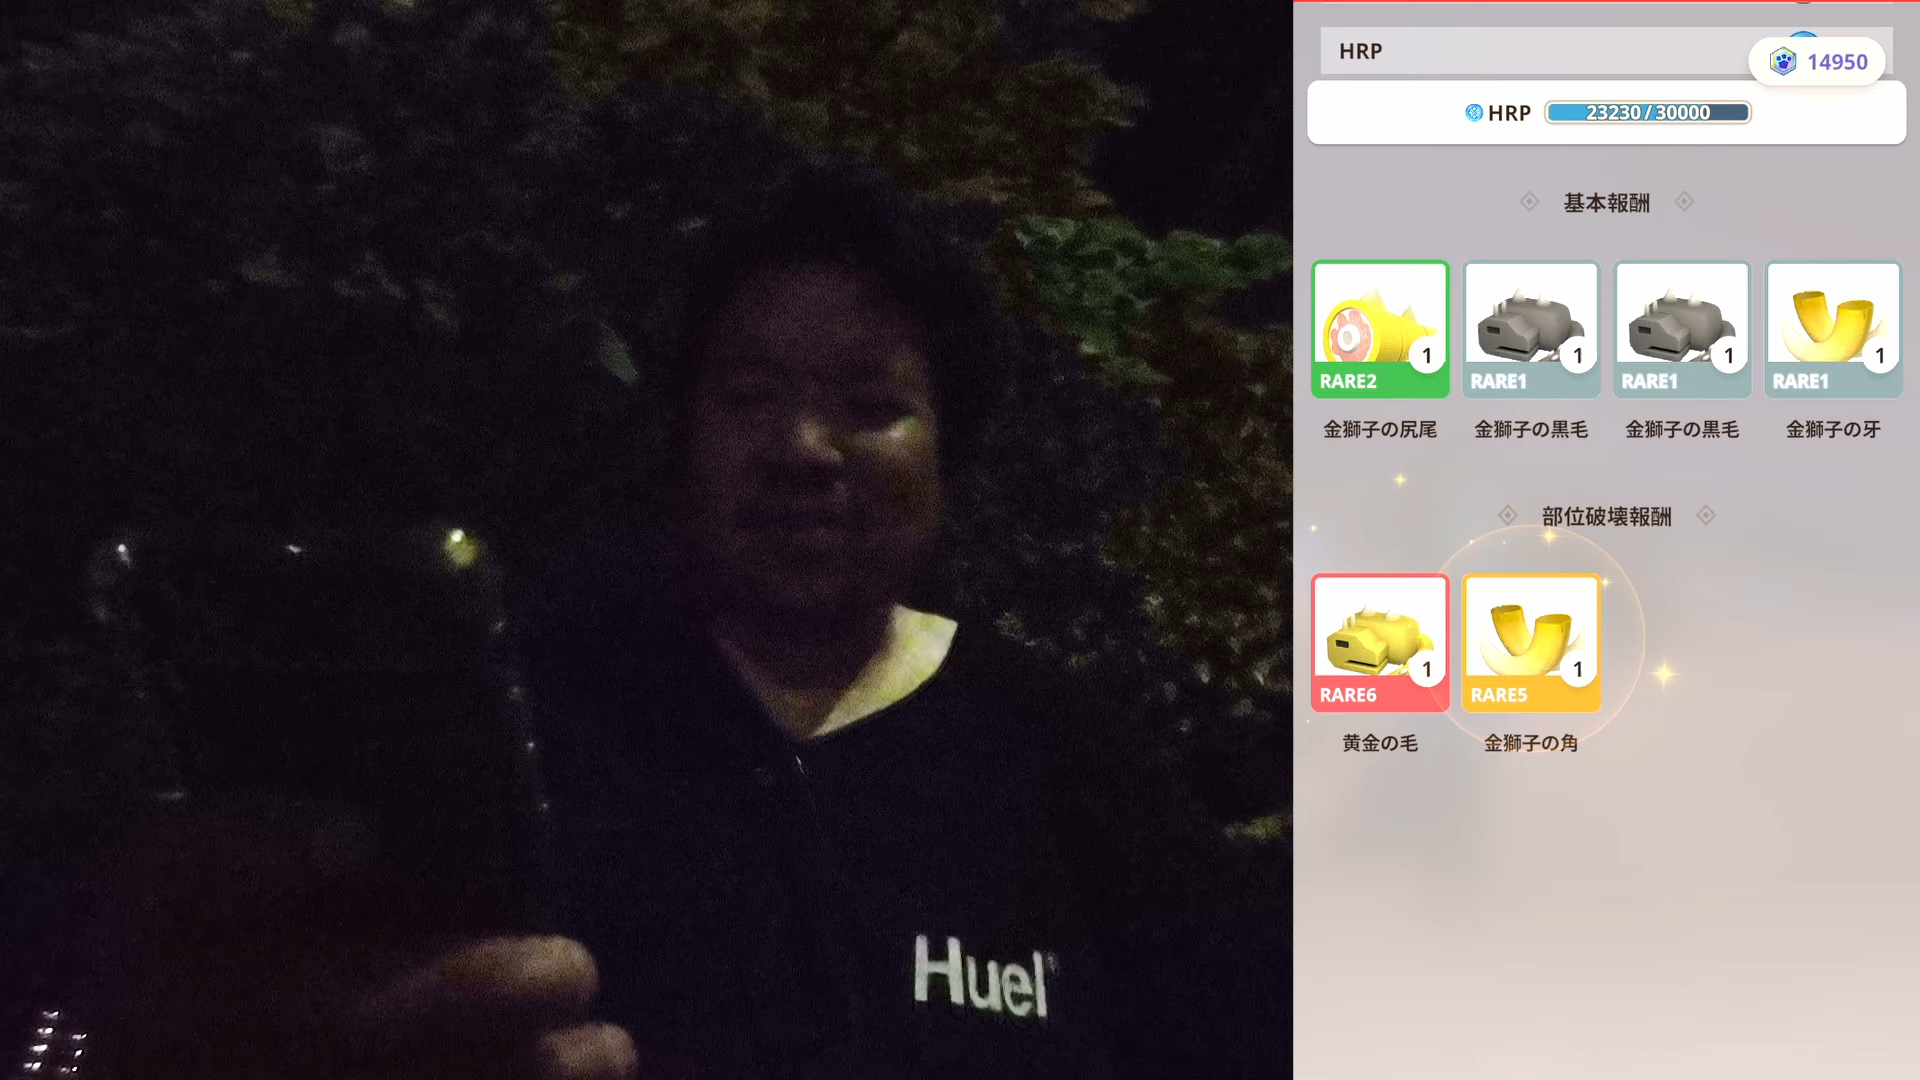 Huel
HRP
14950
HRP 23230/30000
基本報酬
1 1 1 1
RARE2 RARE1 RARE1 RARE1
金獅子の尻尾 金獅子の黒毛 金獅子の黒毛 金獅子の牙
部位破壊報酬
1 1
RARE6 RARE5
黄金の毛 金獅子の角